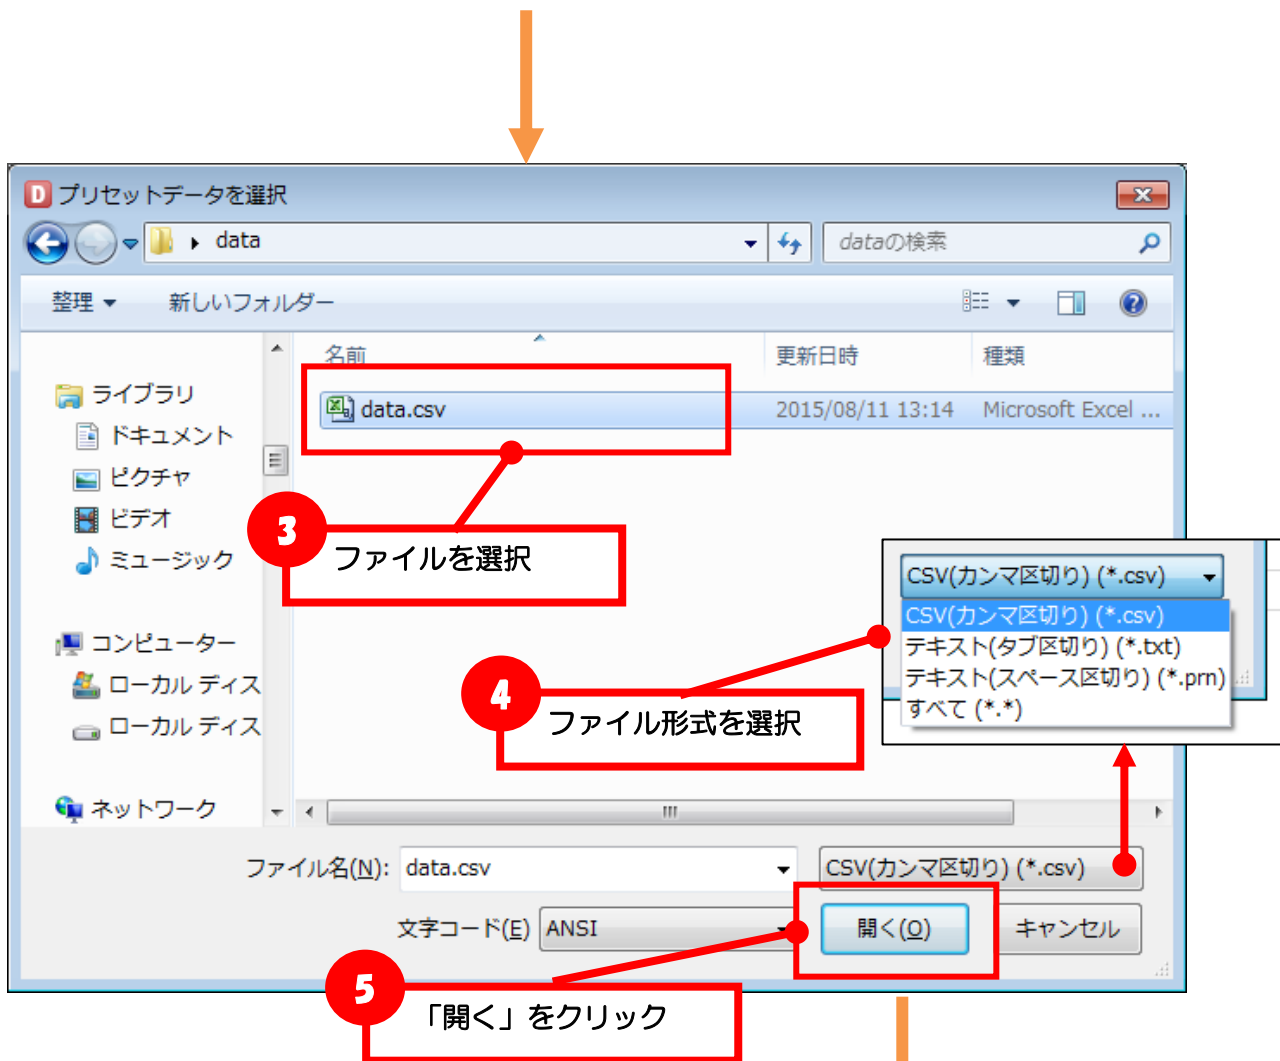 D プリセットデータを選択
data
dataの検索
整理
新しいフォルダー
名前
更新日時
種類
data.csv
2015/08/11 13:14
Microsoft Excel ...
ライブラリ
ドキュメント
ピクチャ
ビデオ
ミュージック
コンピューター
ローカル ディス
ローカル ディス
ネットワーク
3
ファイルを選択
CSV(カンマ区切り) (*.csv)
CSV(カンマ区切り) (*.csv)
テキスト(タブ区切り) (*.txt)
テキスト(スペース区切り) (*.prn)
すべて (*.*)
4
ファイル形式を選択
ファイル名(N):
data.csv
CSV(カンマ区切り) (*.csv)
文字コード(E)
ANSI
開く(O)
キャンセル
5
「開く」をクリック